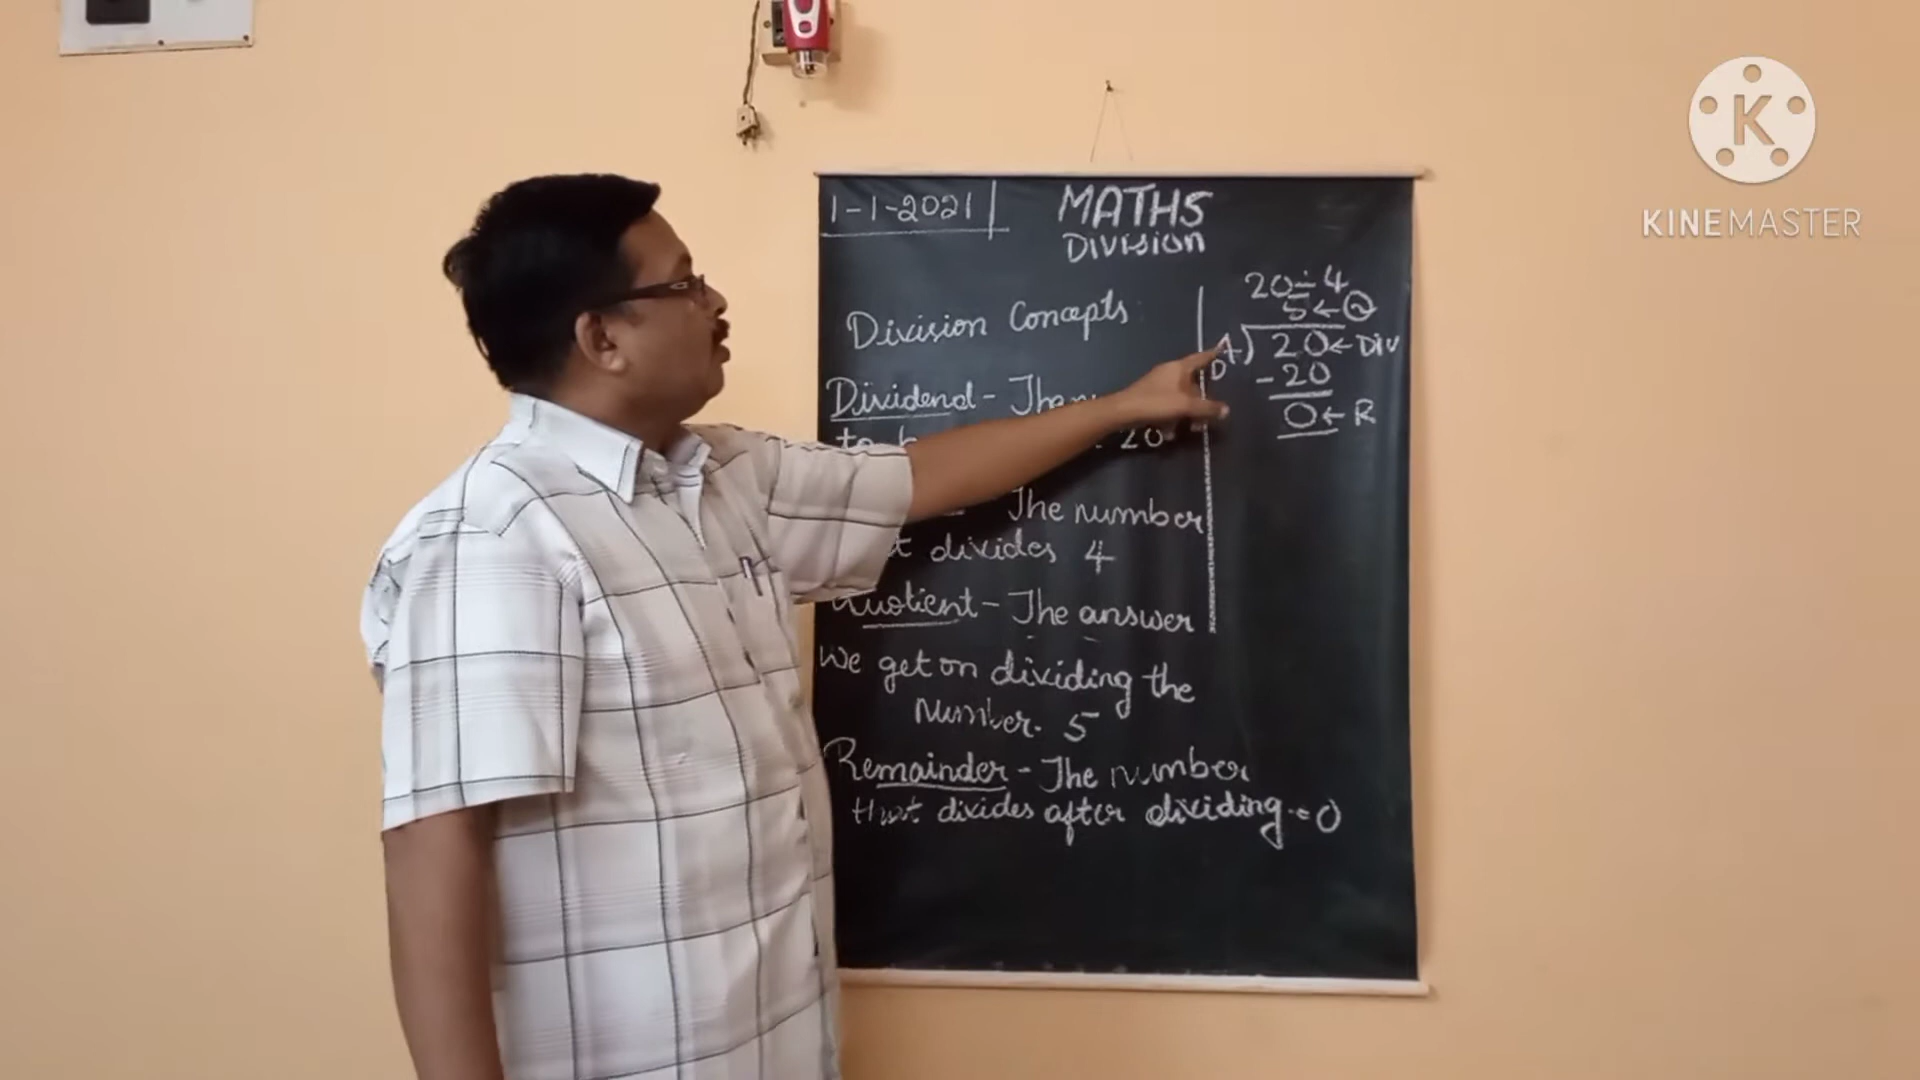 1-1-2021
MATHS
DIVISION
Division Concepts:
Dividend - The
20
- The number
divides 4
Quotient - The answer
We get on dividing the
Number. 5
Remainder - The number
that divides after dividing = 0
20 ÷ 4
5 ← Q
4) 20 ← Div
D
- 20
0 ← R
K
KINEMASTER